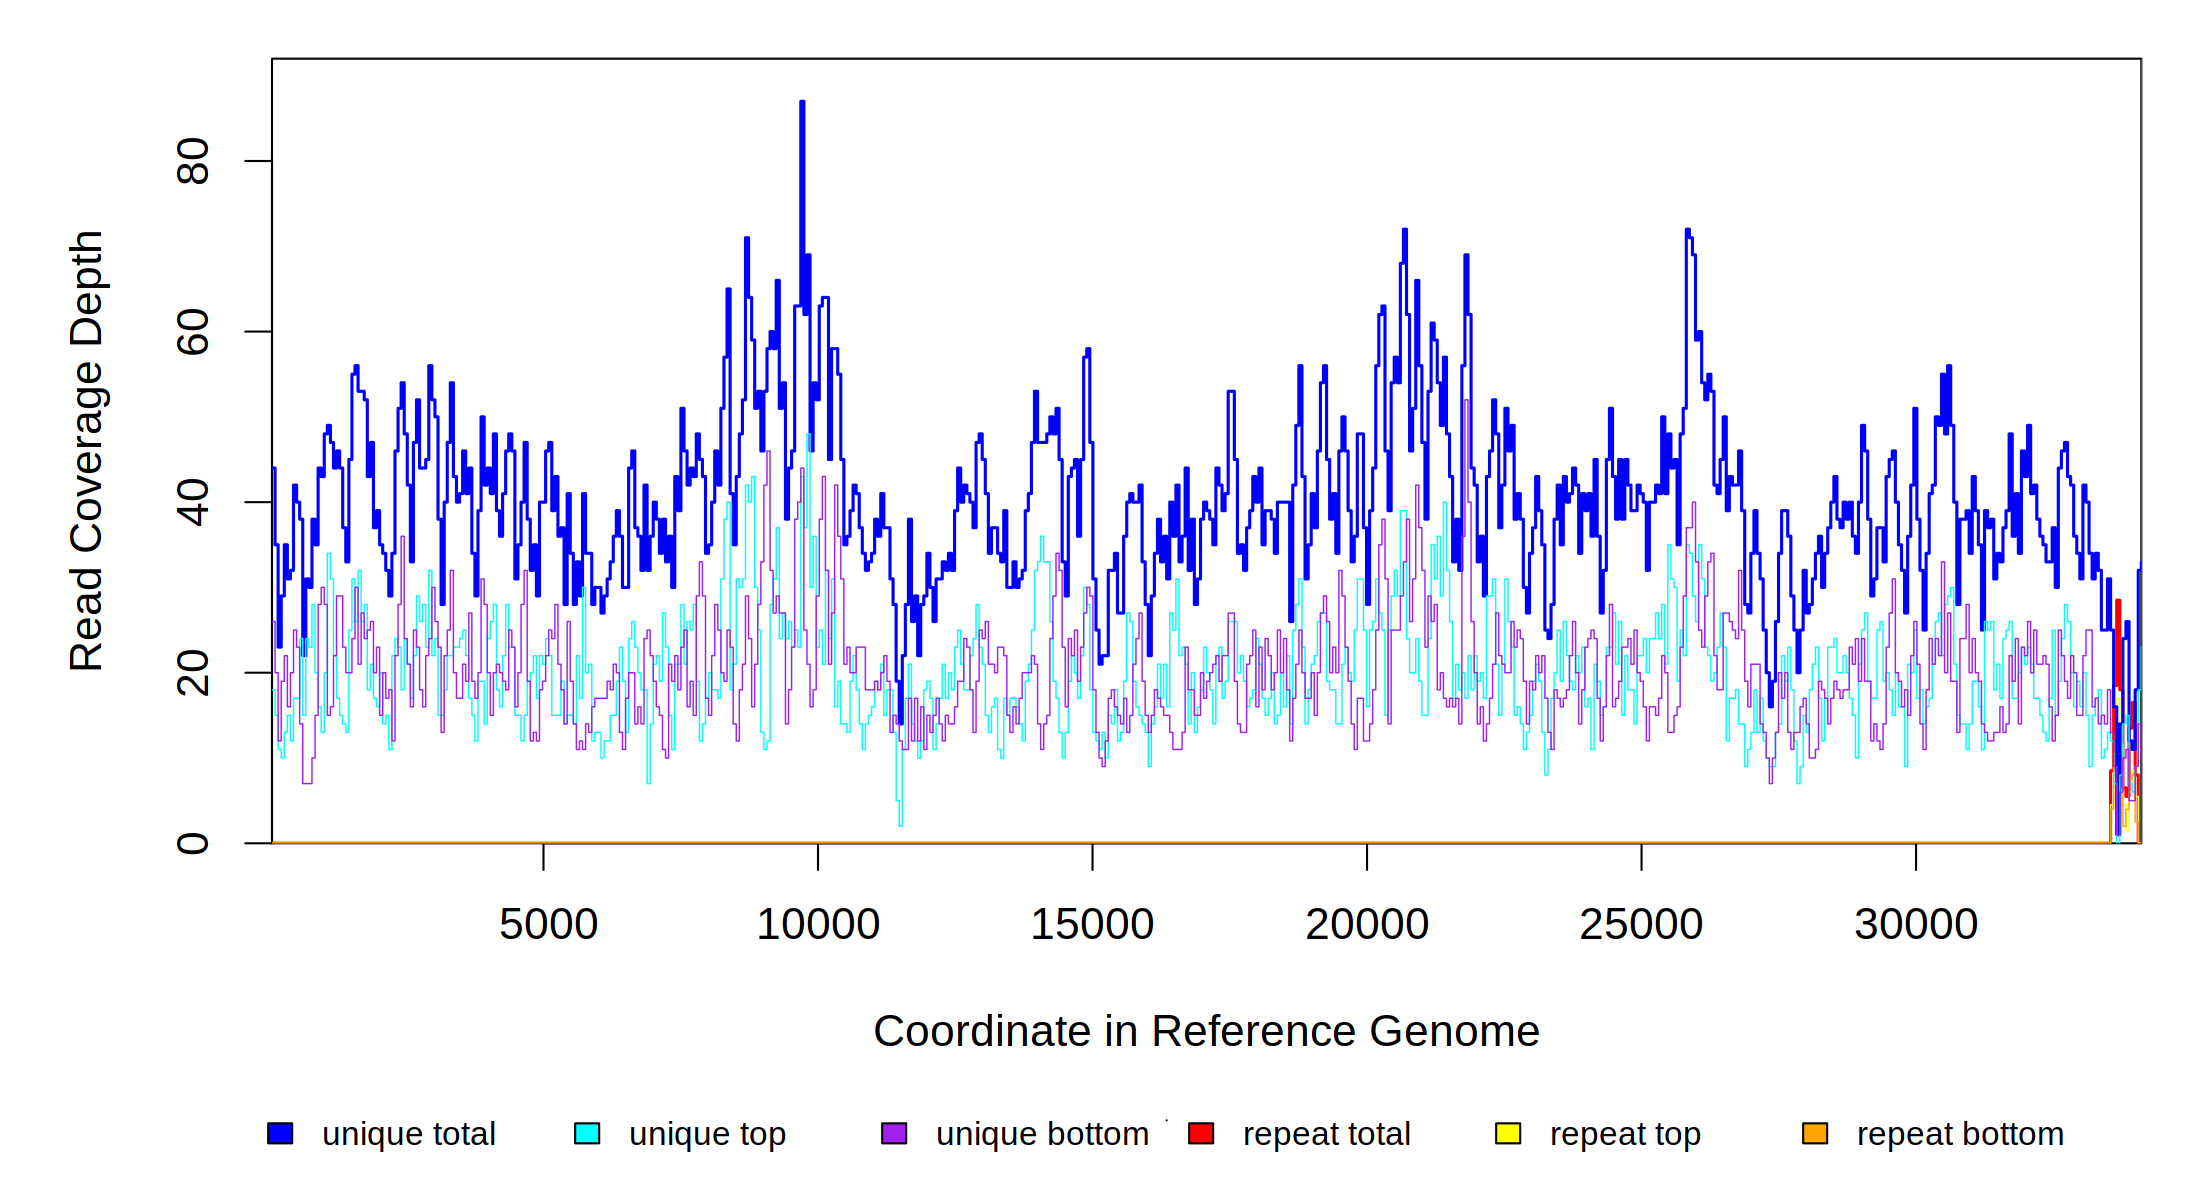 Read Coverage Depth
80
60
40
20
0
5000 10000 15000 20000 25000 30000
Coordinate in Reference Genome
unique total unique top unique bottom repeat total repeat top repeat bottom